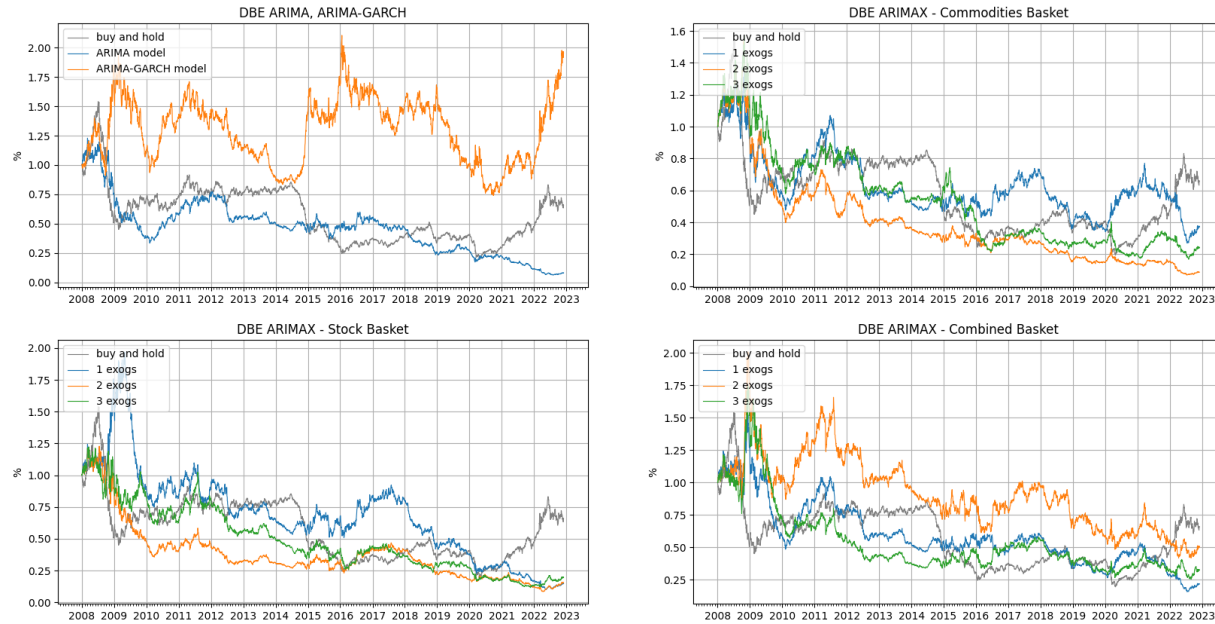 DBE ARIMA, ARIMA-GARCH
buy and hold
ARIMA model
ARIMA-GARCH model
%
2.00
1.75
1.50
1.25
1.00
0.75
0.50
0.25
0.00
2008 2009 2010 2011 2012 2013 2014 2015 2016 2017 2018 2019 2020 2021 2022 2023
DBE ARIMAX - Commodities Basket
buy and hold
1 exogs
2 exogs
3 exogs
%
1.6
1.4
1.2
1.0
0.8
0.6
0.4
0.2
0.0
2008 2009 2010 2011 2012 2013 2014 2015 2016 2017 2018 2019 2020 2021 2022 2023
DBE ARIMAX - Stock Basket
buy and hold
1 exogs
2 exogs
3 exogs
%
2.00
1.75
1.50
1.25
1.00
0.75
0.50
0.25
0.00
2008 2009 2010 2011 2012 2013 2014 2015 2016 2017 2018 2019 2020 2021 2022 2023
DBE ARIMAX - Combined Basket
buy and hold
1 exogs
2 exogs
3 exogs
%
2.00
1.75
1.50
1.25
1.00
0.75
0.50
0.25
2008 2009 2010 2011 2012 2013 2014 2015 2016 2017 2018 2019 2020 2021 2022 2023